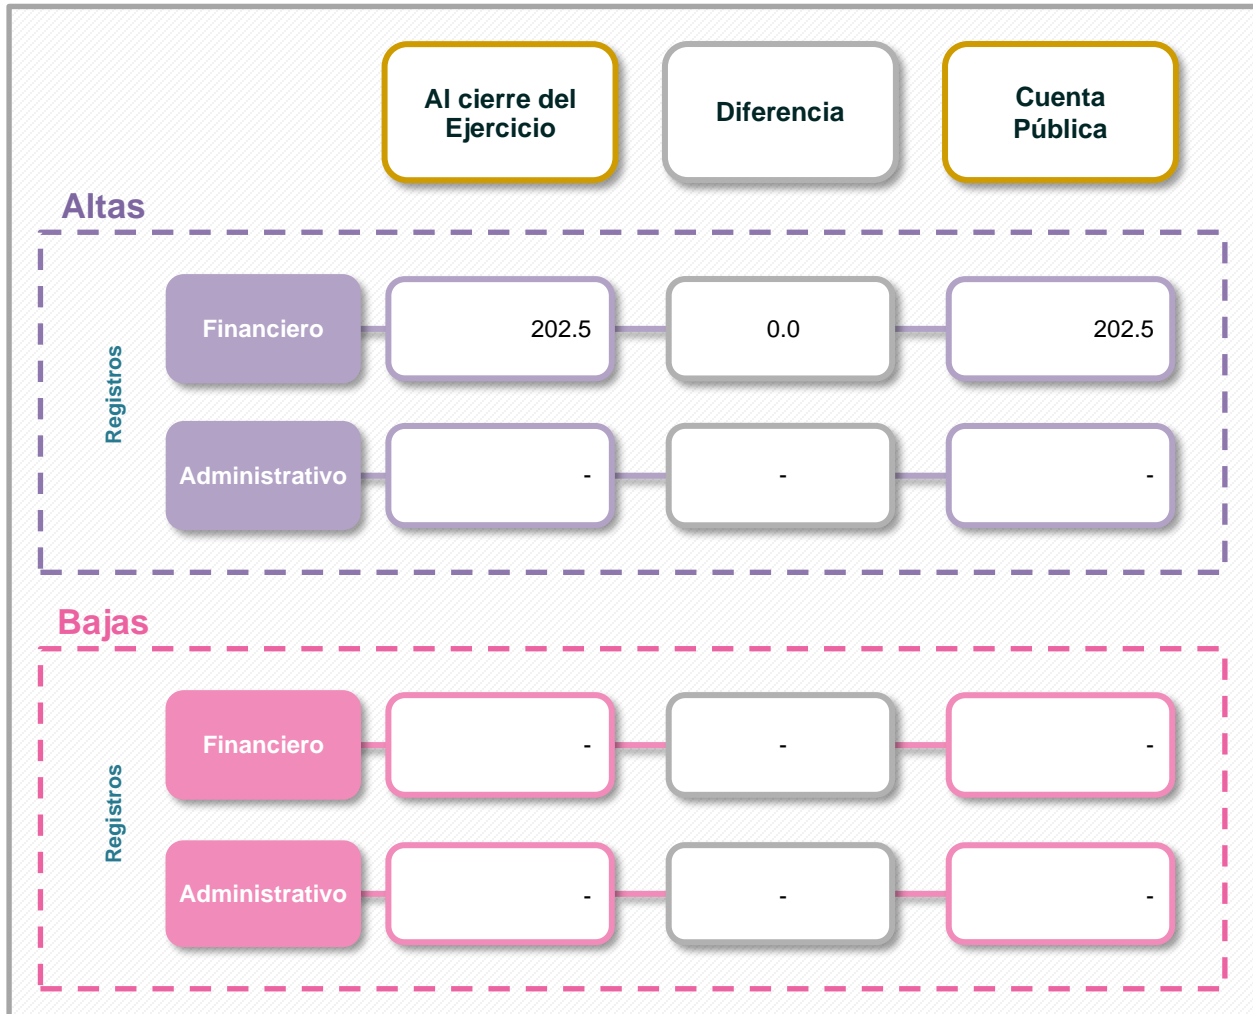 Al cierre del
Ejercicio
Diferencia
Cuenta
Pública
Altas
Registros
Financiero
202.5
0.0
202.5
Administrativo
-
-
-
Bajas
Registros
Financiero
-
-
-
Administrativo
-
-
-